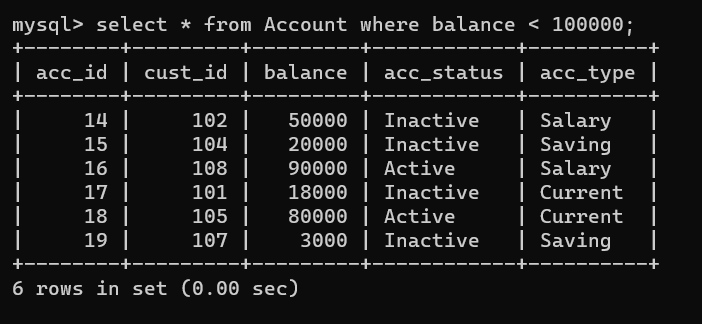 mysql> select * from Account where balance < 100000;
+--------+---------+---------+------------+----------+
| acc_id | cust_id | balance | acc_status | acc_type |
+--------+---------+---------+------------+----------+
|     14 |     102 |   50000 | Inactive   | Salary   |
|     15 |     104 |   20000 | Inactive   | Saving   |
|     16 |     108 |   90000 | Active     | Salary   |
|     17 |     101 |   18000 | Inactive   | Current  |
|     18 |     105 |   80000 | Active     | Current  |
|     19 |     107 |    3000 | Inactive   | Saving   |
+--------+---------+---------+------------+----------+
6 rows in set (0.00 sec)